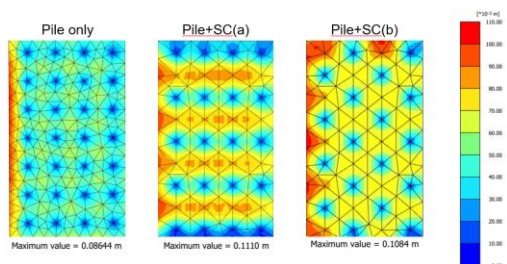 Pile only
Pile+SC(a)
Pile+SC(b)
[*10⁻³ m]
110.00
100.00
90.00
80.00
70.00
60.00
50.00
40.00
30.00
20.00
10.00
Maximum value = 0.08644 m
Maximum value = 0.1110 m
Maximum value = 0.1084 m